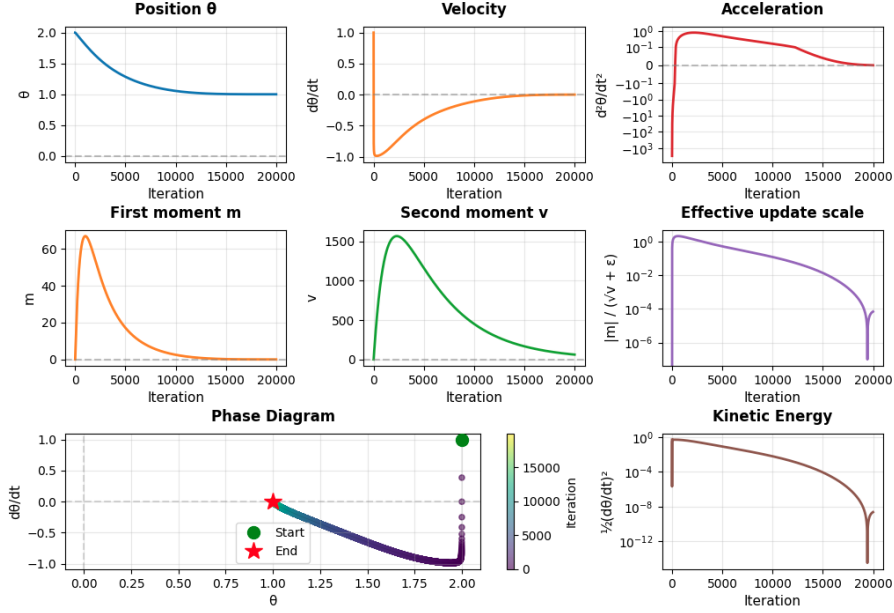 Position θ
2.0
1.5
1.0
0.5
0.0
θ
0 5000 10000 15000 20000
Iteration
Velocity
1.0
0.5
0.0
−0.5
−1.0
dθ/dt
0 5000 10000 15000 20000
Iteration
Acceleration
10⁰
10⁻¹
0
−10⁻¹
−10⁰
−10¹
−10²
−10³
d²θ/dt²
0 5000 10000 15000 20000
Iteration
First moment m
60
40
20
0
m
0 5000 10000 15000 20000
Iteration
Second moment v
1500
1000
500
0
v
0 5000 10000 15000 20000
Iteration
Effective update scale
10⁰
10⁻²
10⁻⁴
10⁻⁶
|m| / (√v + ε)
0 5000 10000 15000 20000
Iteration
Phase Diagram
1.0
0.5
0.0
−0.5
−1.0
dθ/dt
Start
End
0.00 0.25 0.50 0.75 1.00 1.25 1.50 1.75 2.00
θ
15000
10000
5000
0
Iteration
Kinetic Energy
10⁰
10⁻⁴
10⁻⁸
10⁻¹²
½(dθ/dt)²
0 5000 10000 15000 20000
Iteration